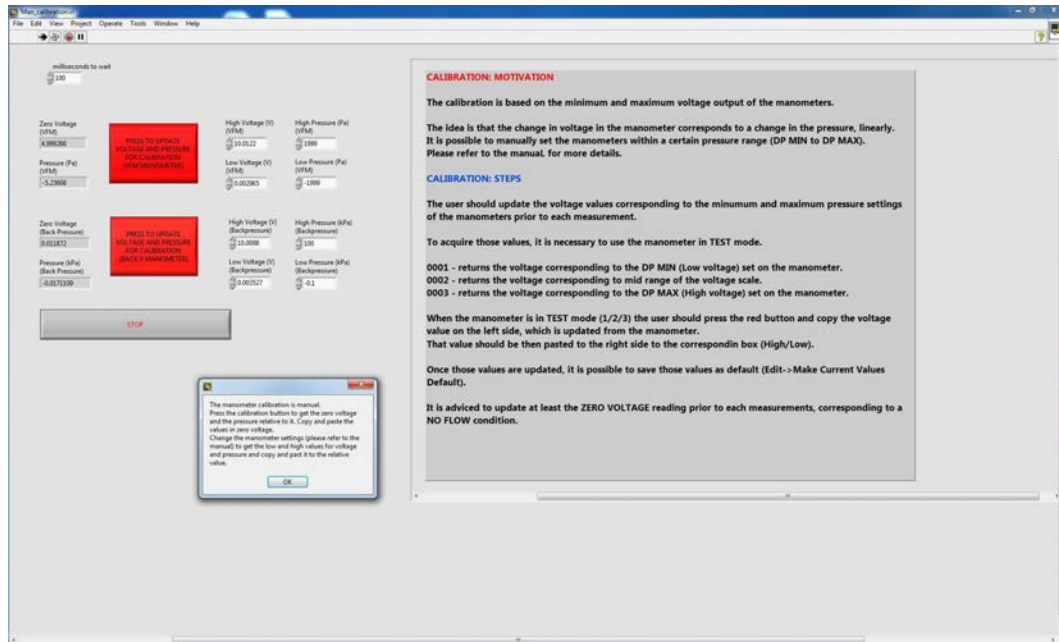 Man_calibration.vi
File Edit View Project Operate Tools Window Help
milliseconds to wait
100
Zero Voltage
(VFM)
4.999266
Pressure (Pa)
(VFM)
-5.23608
PRESS TO UPDATE
VOLTAGE AND PRESSURE
FOR CALIBRATION
(VFM MANOMETER)
High Voltage (V)
(VFM)
10.0122
High Pressure (Pa)
(VFM)
1999
Low Voltage (V)
(VFM)
0.002965
Low Pressure (Pa)
(VFM)
-1999
Zero Voltage
(Back Pressure)
0.011872
Pressure (kPa)
(Back Pressure)
-0.0171109
PRESS TO UPDATE
VOLTAGE AND PRESSURE
FOR CALIBRATION
(BACK P MANOMETER)
High Voltage (V)
(Backpressure)
10.0098
High Pressure (kPa)
(Backpressure)
100
Low Voltage (V)
(Backpressure)
0.003527
Low Pressure (kPa)
(Backpressure)
-0.1
STOP
The manometer calibration is manual.
Press the calibration button to get the zero voltage
and the pressure relative to it. Copy and paste the
values in zero voltage.
Change the manometer settings (please refer to the
manual) to get the low and high values for voltage
and pressure and copy and past it to the relative
value.
OK
CALIBRATION: MOTIVATION
The calibration is based on the minimum and maximum voltage output of the manometers.
The idea is that the change in voltage in the manometer corresponds to a change in the pressure, linearly.
It is possible to manually set the manometers within a certain pressure range (DP MIN to DP MAX).
Please refer to the manual for more details.
CALIBRATION: STEPS
The user should update the voltage values corresponding to the minumum and maximum pressure settings
of the manometers prior to each measurement.
To acquire those values, it is necessary to use the manometer in TEST mode.
0001 - returns the voltage corresponding to the DP MIN (Low voltage) set on the manometer.
0002 - returns the voltage corresponding to mid range of the voltage scale.
0003 - returns the voltage corresponding to the DP MAX (High voltage) set on the manometer.
When the manometer is in TEST mode (1/2/3) the user should press the red button and copy the voltage
value on the left side, which is updated from the manometer.
That value should be then pasted to the right side to the correspondin box (High/Low).
Once those values are updated, it is possible to save those values as default (Edit->Make Current Values
Default).
It is adviced to update at least the ZERO VOLTAGE reading prior to each measurements, corresponding to a
NO FLOW condition.